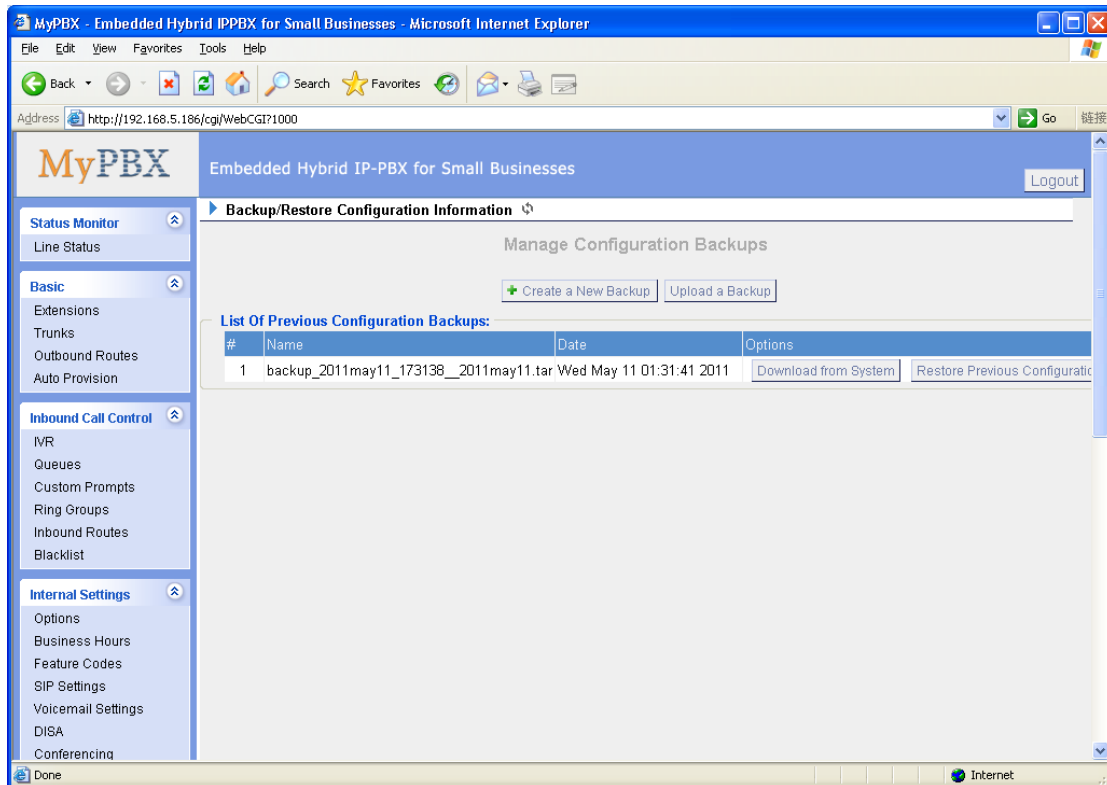 MyPBX - Embedded Hybrid IPPBX for Small Businesses - Microsoft Internet Explorer
File Edit View Favorites Tools Help
Back Search Favorites
Address http://192.168.5.186/cgi/WebCGI?1000 Go 链接
MyPBX
Embedded Hybrid IP-PBX for Small Businesses
Logout
Status Monitor
Line Status
Basic
Extensions
Trunks
Outbound Routes
Auto Provision
Inbound Call Control
IVR
Queues
Custom Prompts
Ring Groups
Inbound Routes
Blacklist
Internal Settings
Options
Business Hours
Feature Codes
SIP Settings
Voicemail Settings
DISA
Conferencing
Backup/Restore Configuration Information
Manage Configuration Backups
Create a New Backup Upload a Backup
List Of Previous Configuration Backups:
# Name Date Options
1 backup_2011may11_173138__2011may11.tar Wed May 11 01:31:41 2011 Download from System Restore Previous Configuratio
Done Internet